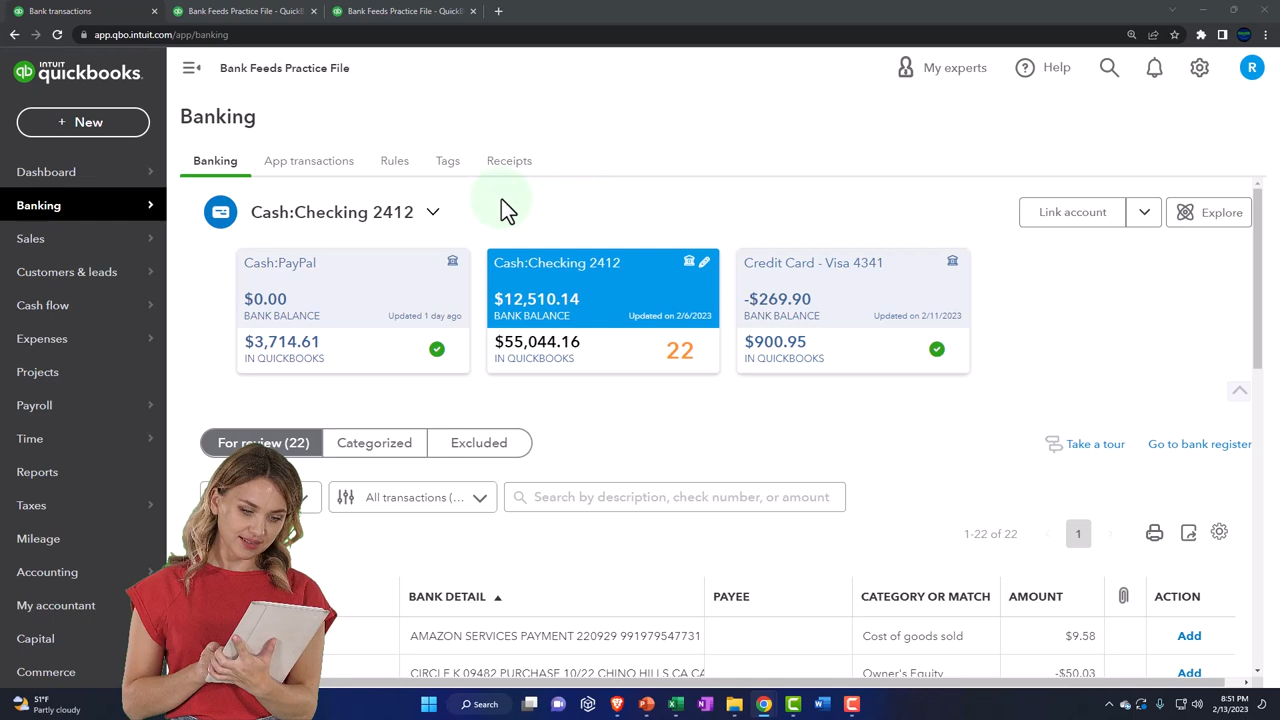 Bank transactions
Bank Feeds Practice File - QuickB
Bank Feeds Practice File - QuickB
app.qbo.intuit.com/app/banking
INTUIT
quickbooks.
Bank Feeds Practice File
My experts
Help
R
+ New
Banking
Banking
App transactions
Rules
Tags
Receipts
Dashboard
Banking
Sales
Customers & leads
Cash flow
Expenses
Projects
Payroll
Time
Reports
Taxes
Mileage
Accounting
My accountant
Capital
Commerce
Cash:Checking 2412
Link account
Explore
Cash:PayPal
$0.00
BANK BALANCE
Updated 1 day ago
$3,714.61
IN QUICKBOOKS
Cash:Checking 2412
$12,510.14
BANK BALANCE
Updated on 2/6/2023
$55,044.16
IN QUICKBOOKS
22
Credit Card - Visa 4341
-$269.90
BANK BALANCE
Updated on 2/11/2023
$900.95
IN QUICKBOOKS
For review (22)
Categorized
Excluded
Take a tour
Go to bank register
All transactions (...
Search by description, check number, or amount
1-22 of 22
1
BANK DETAIL
PAYEE
CATEGORY OR MATCH
AMOUNT
ACTION
AMAZON SERVICES PAYMENT 220929 991979547731
Cost of goods sold
$9.58
Add
CIRCLE K 09482 PURCHASE 10/22 CHINO HILLS CA CA
Owner's Equity
-$50.03
Add
51°F
Partly cloudy
Search
8:51 PM
2/13/2023